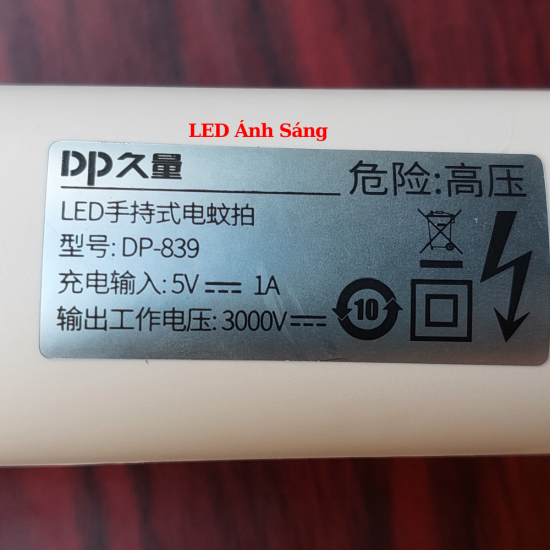 LED Ánh Sáng
DP久量
危险:高压
LED手持式电蚊拍
型号: DP-839
充电输入: 5V⎓ 1A
输出工作电压: 3000V⎓
10